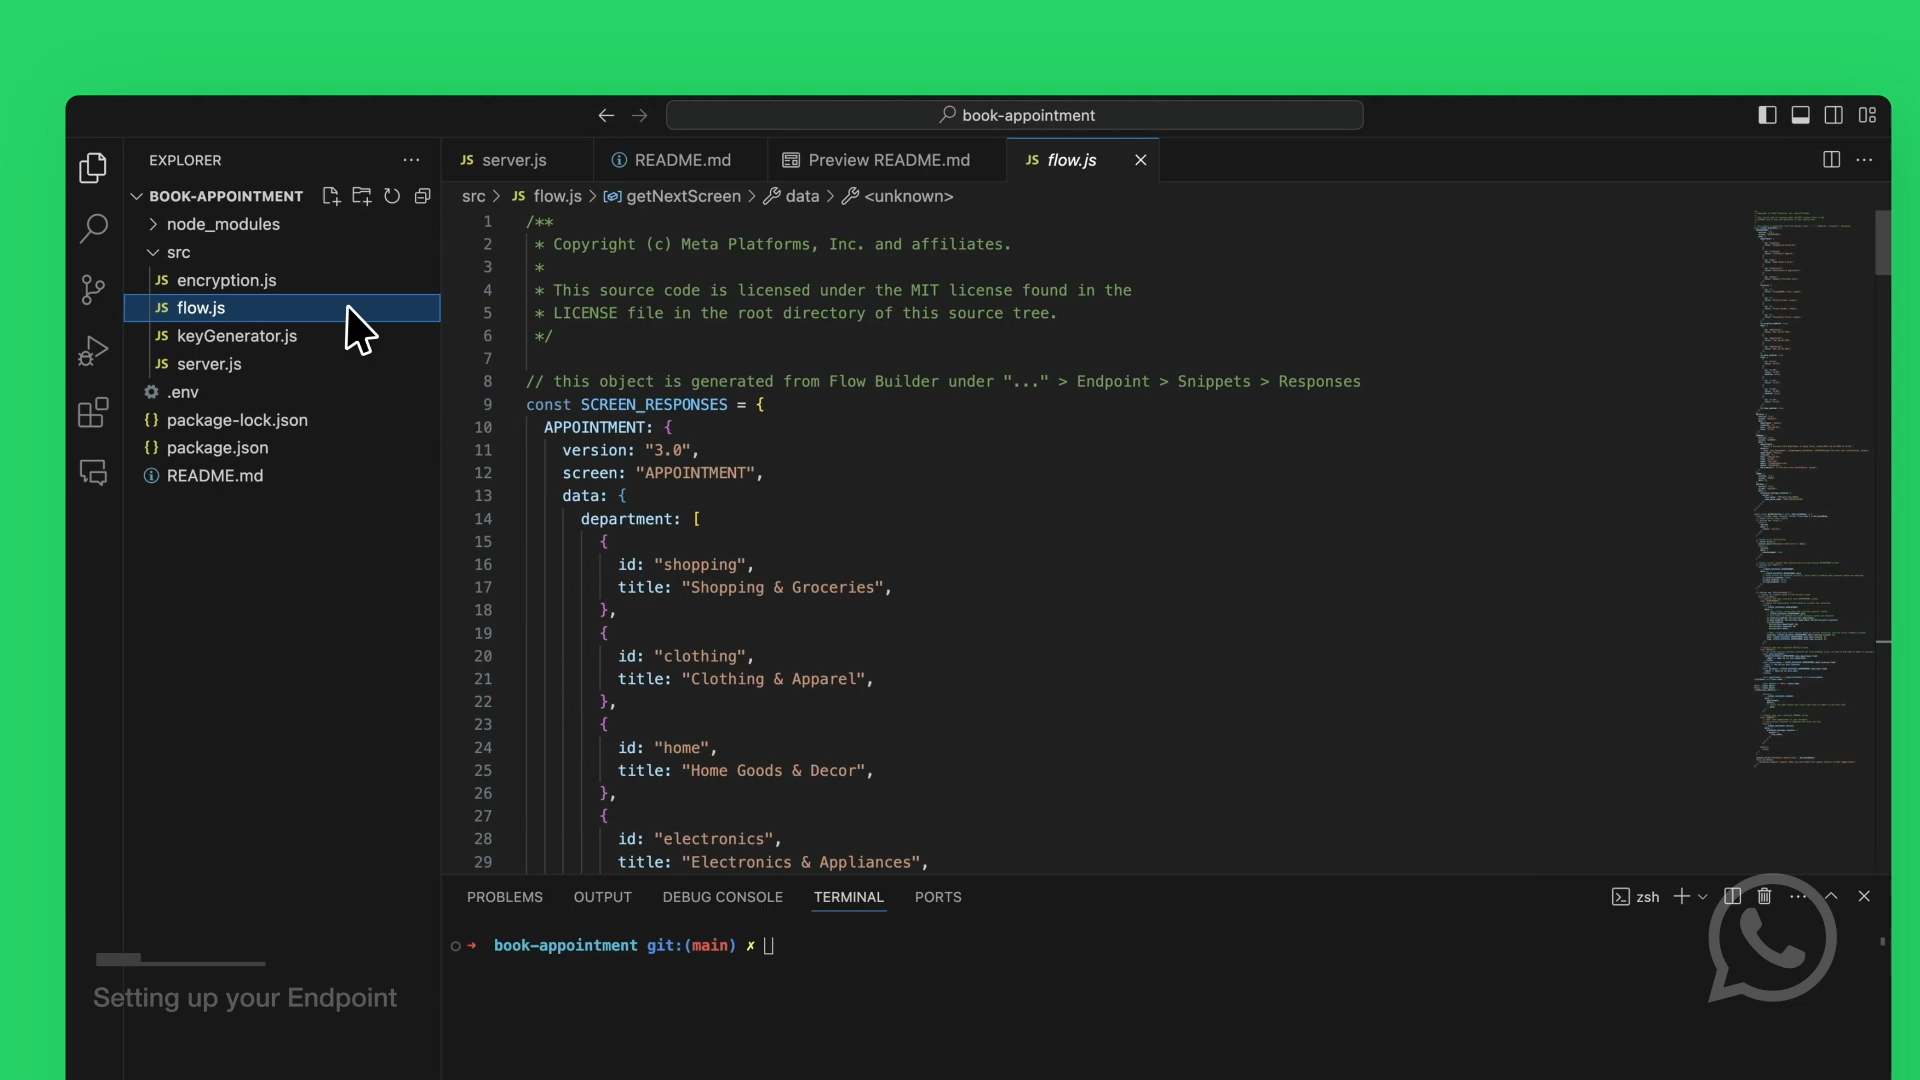 book-appointment
EXPLORER
BOOK-APPOINTMENT
node_modules
src
JS encryption.js
JS flow.js
JS keyGenerator.js
JS server.js
.env
{} package-lock.json
{} package.json
README.md
JS server.js
README.md
Preview README.md
JS flow.js
src > JS flow.js > getNextScreen > data > <unknown>
1 /**
2 * Copyright (c) Meta Platforms, Inc. and affiliates.
3 *
4 * This source code is licensed under the MIT license found in the
5 * LICENSE file in the root directory of this source tree.
6 */
7
8 // this object is generated from Flow Builder under "..." > Endpoint > Snippets > Responses
9 const SCREEN_RESPONSES = {
10 APPOINTMENT: {
11 version: "3.0",
12 screen: "APPOINTMENT",
13 data: {
14 department: [
15 {
16 id: "shopping",
17 title: "Shopping & Groceries",
18 },
19 {
20 id: "clothing",
21 title: "Clothing & Apparel",
22 },
23 {
24 id: "home",
25 title: "Home Goods & Decor",
26 },
27 {
28 id: "electronics",
29 title: "Electronics & Appliances",
PROBLEMS OUTPUT DEBUG CONSOLE TERMINAL PORTS
zsh
book-appointment git:(main) ✗
Setting up your Endpoint